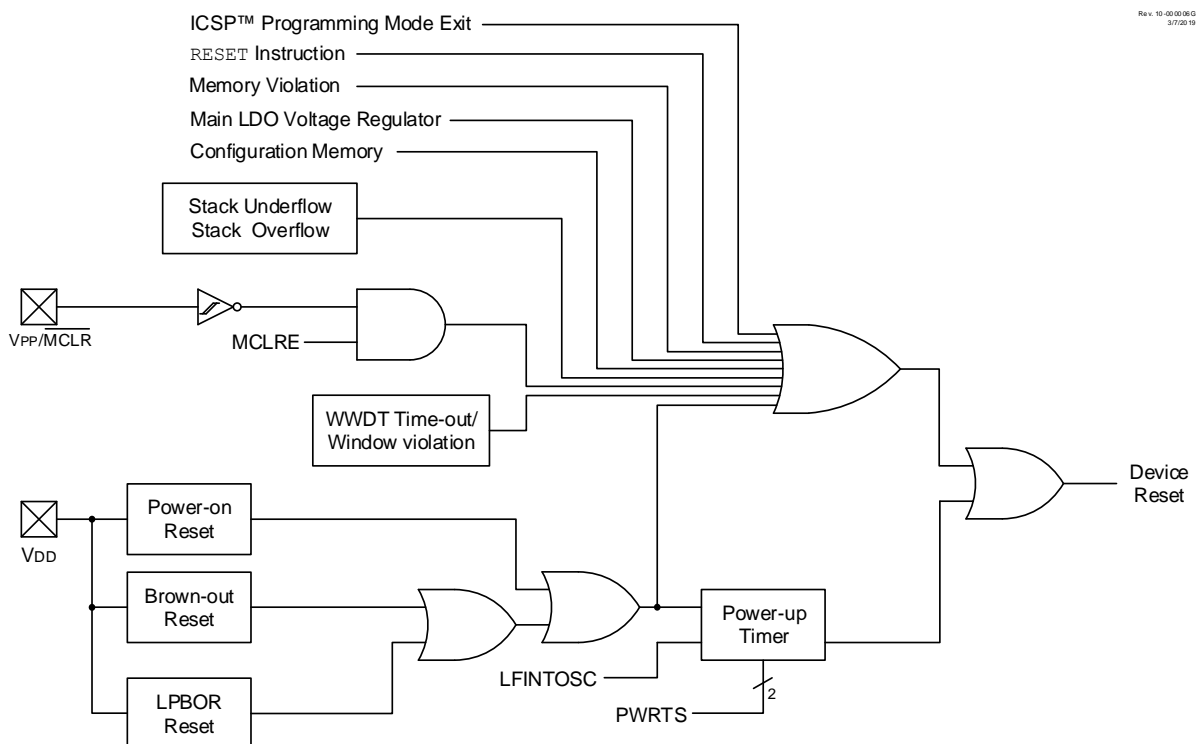 Rev. 10-000006G
3/7/2019
ICSP™ Programming Mode Exit
RESET Instruction
Memory Violation
Main LDO Voltage Regulator
Configuration Memory
Stack Underflow
Stack Overflow
VPP/MCLR
MCLRE
WWDT Time-out/
Window violation
Device
Reset
Power-on
Reset
VDD
Brown-out
Reset
Power-up
Timer
LFINTOSC
LPBOR
Reset
2
PWRTS